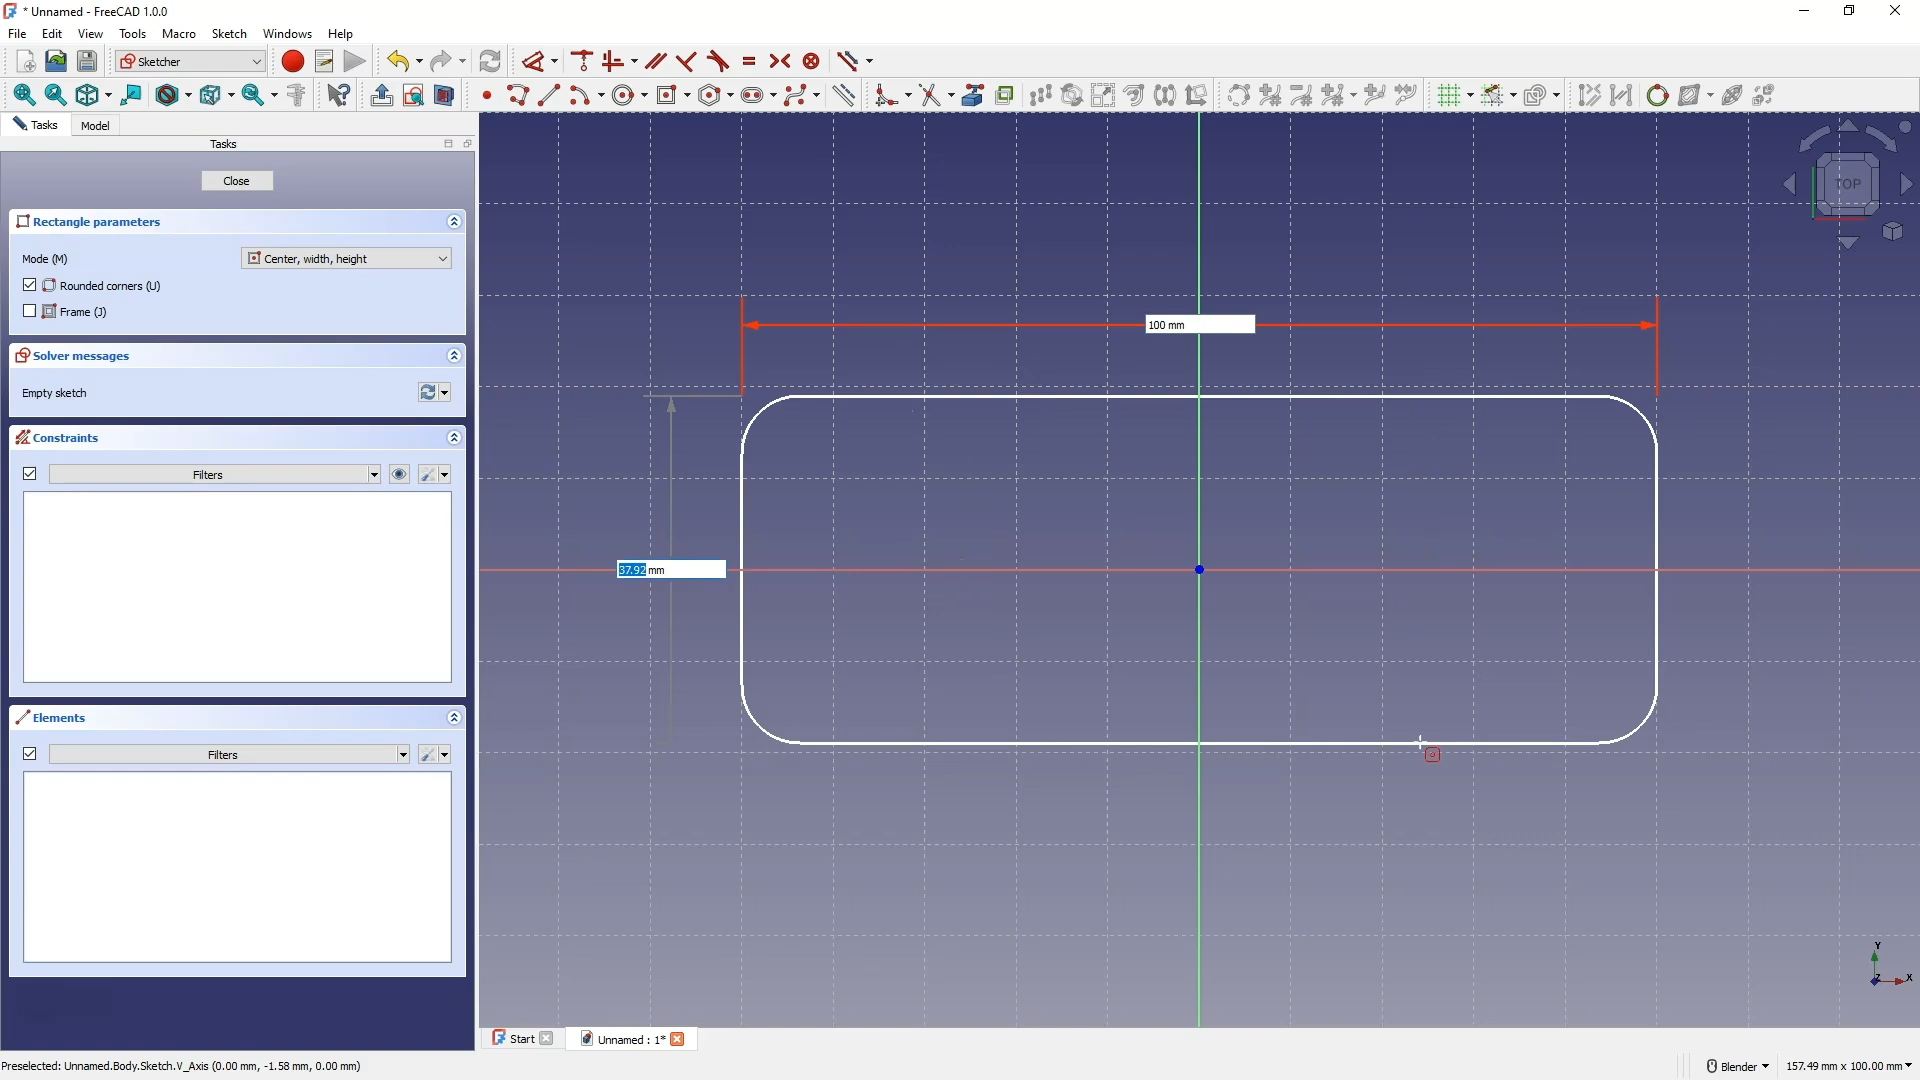 * Unnamed - FreeCAD 1.0.0
File Edit View Tools Macro Sketch Windows Help
Sketcher
Tasks Model
Tasks
Close
Rectangle parameters
Mode (M) Center, width, height
Rounded corners (U)
Frame (J)
Solver messages
Empty sketch
Constraints
Filters
Elements
Filters
TOP
100 mm
37.92 mm
Y
Z X
Start Unnamed : 1*
Preselected: Unnamed.Body.Sketch.V_Axis (0.00 mm, -1.58 mm, 0.00 mm) Blender 157.49 mm x 100.00 mm